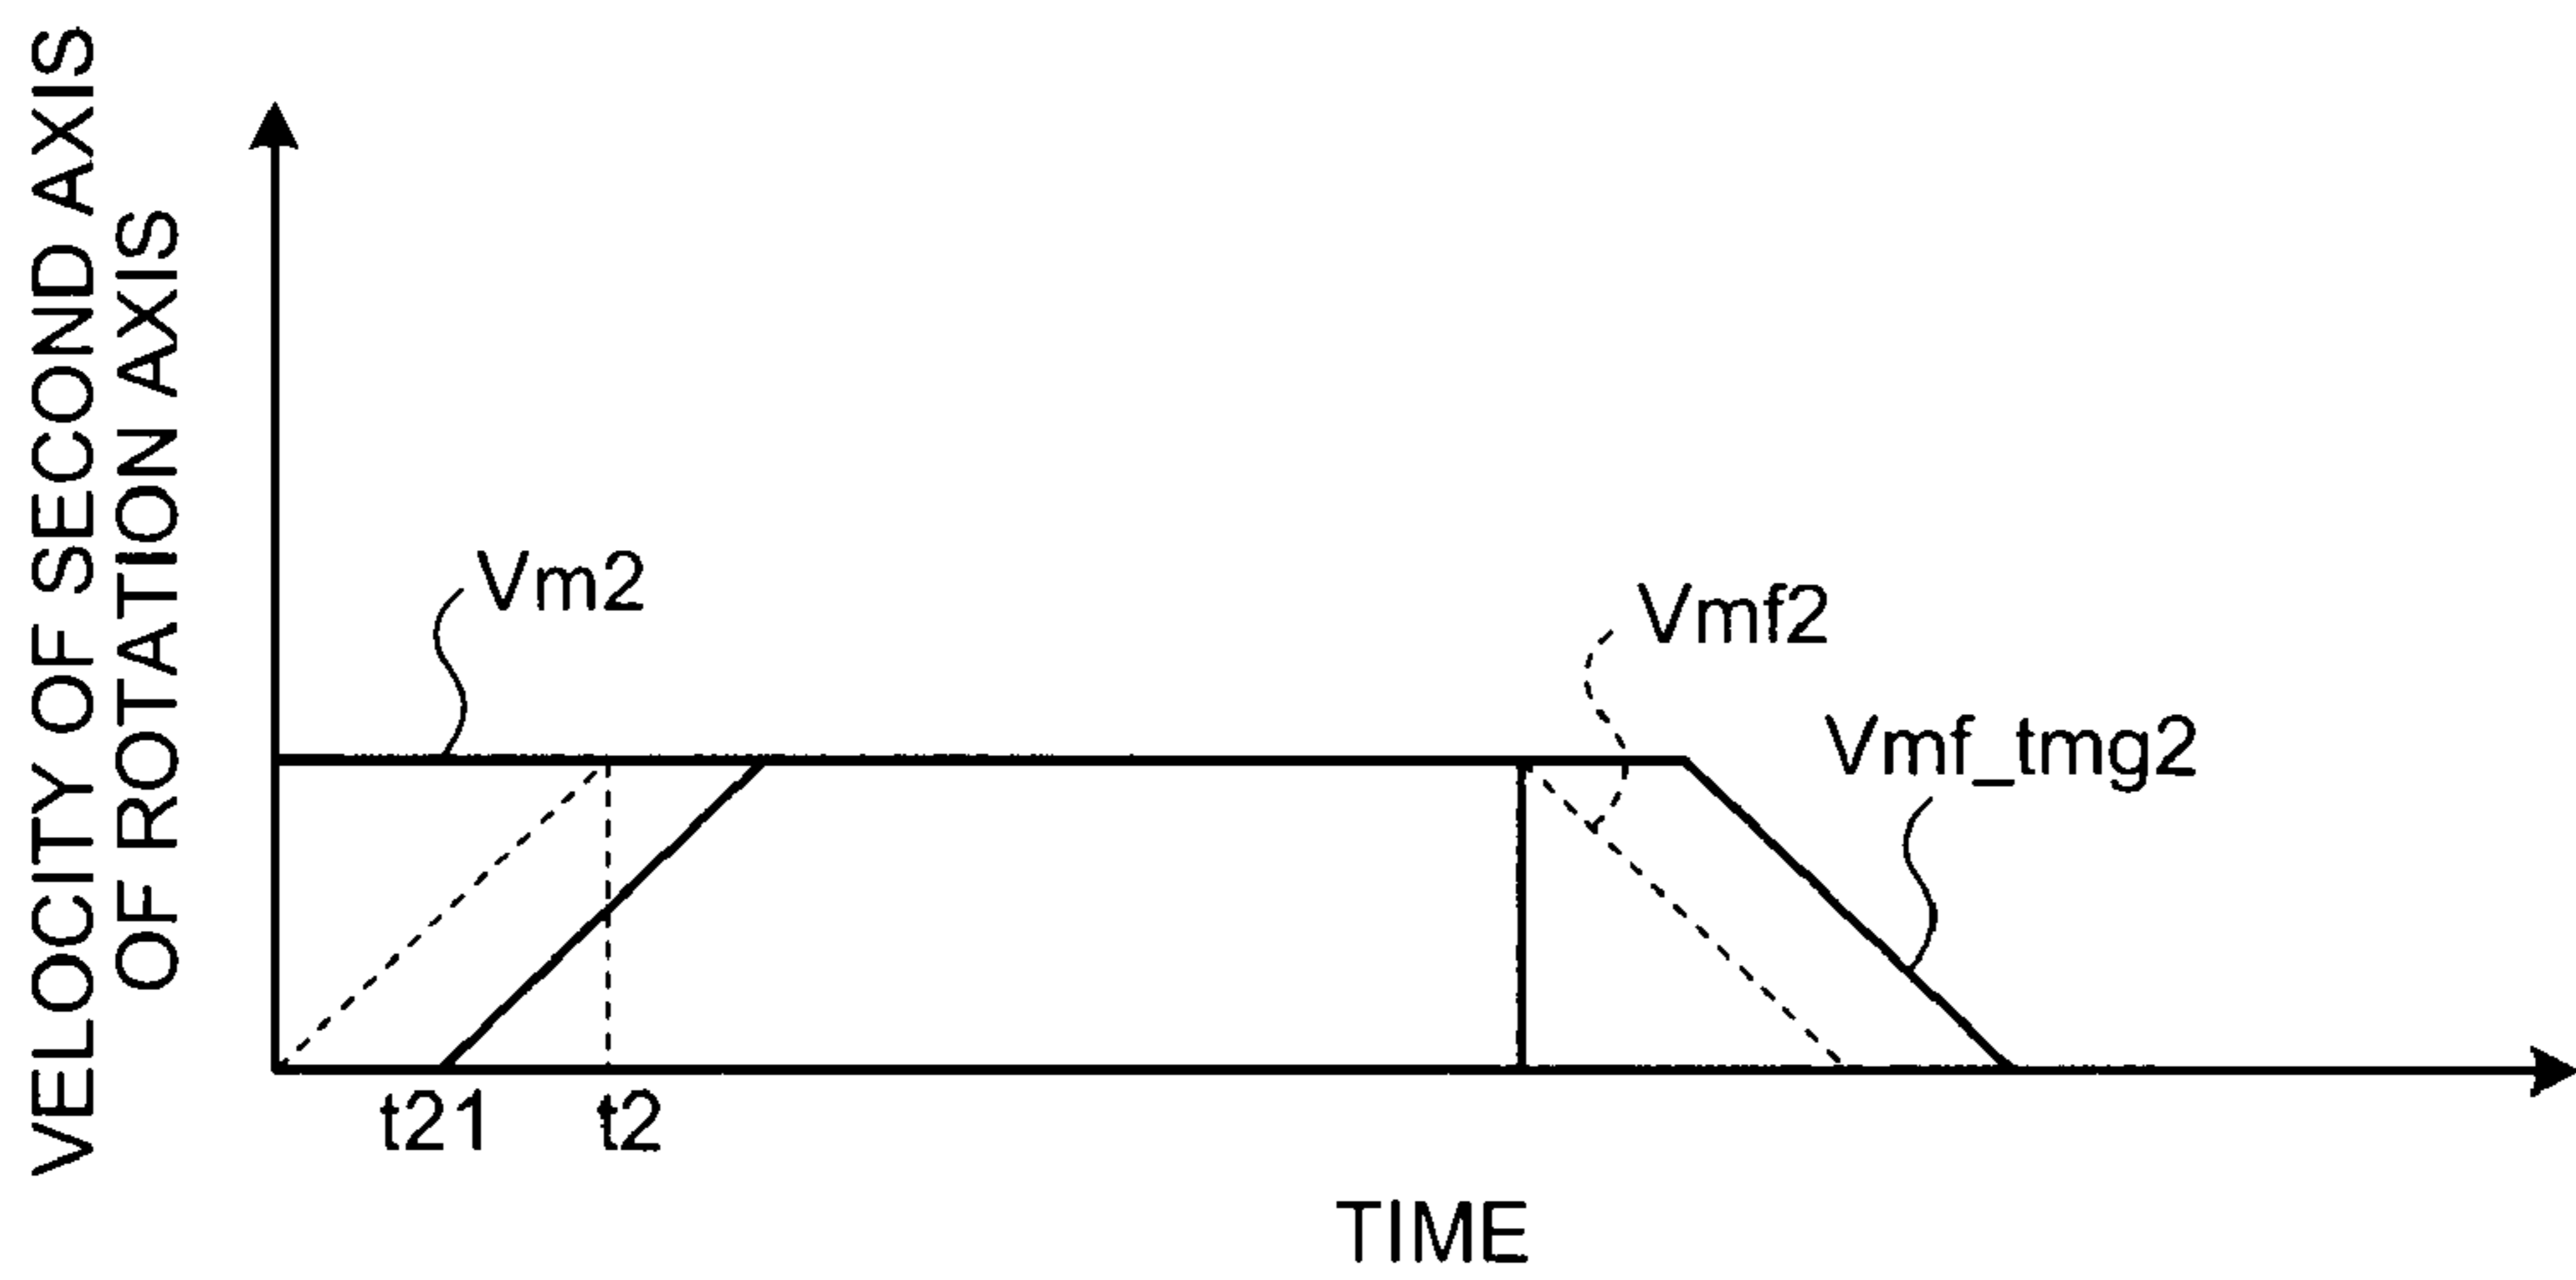 VELOCITY OF SECOND AXIS
OF ROTATION AXIS
Vm2
Vmf2
Vmf_tmg2
t21
t2
TIME